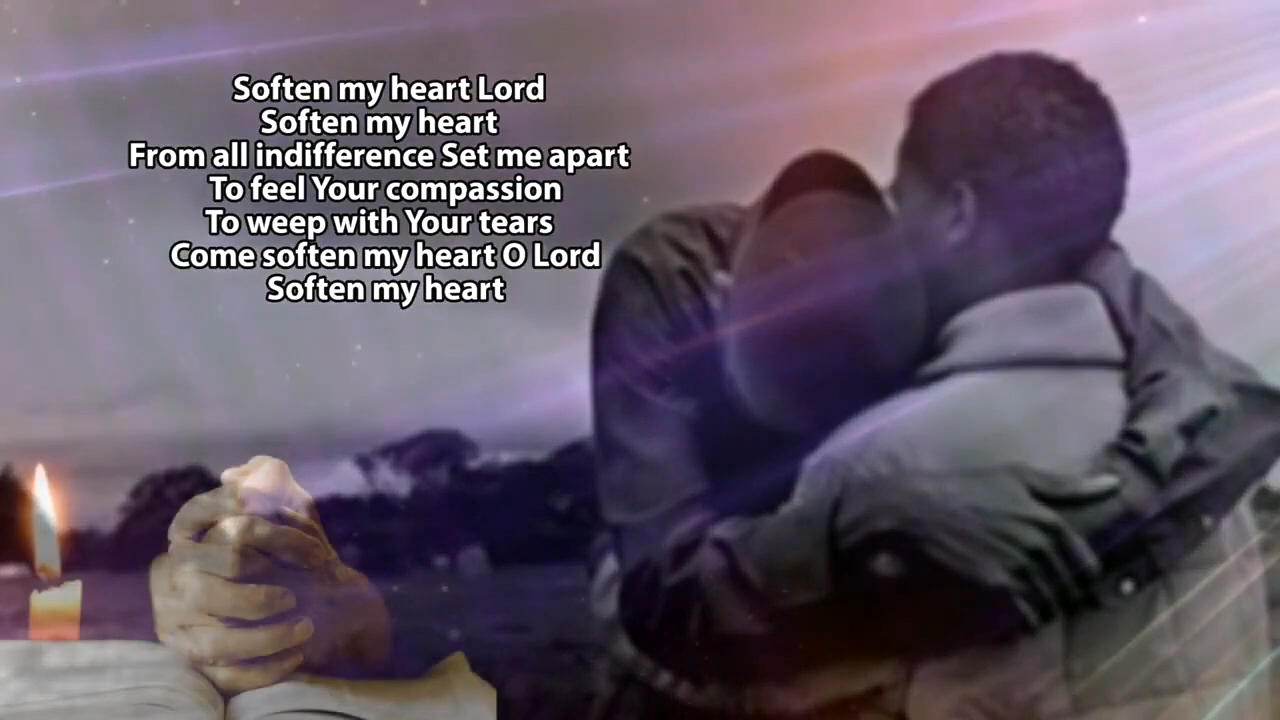 Soften my heart Lord
Soften my heart
From all indifference Set me apart
To feel Your compassion
To weep with Your tears
Come soften my heart O Lord
Soften my heart